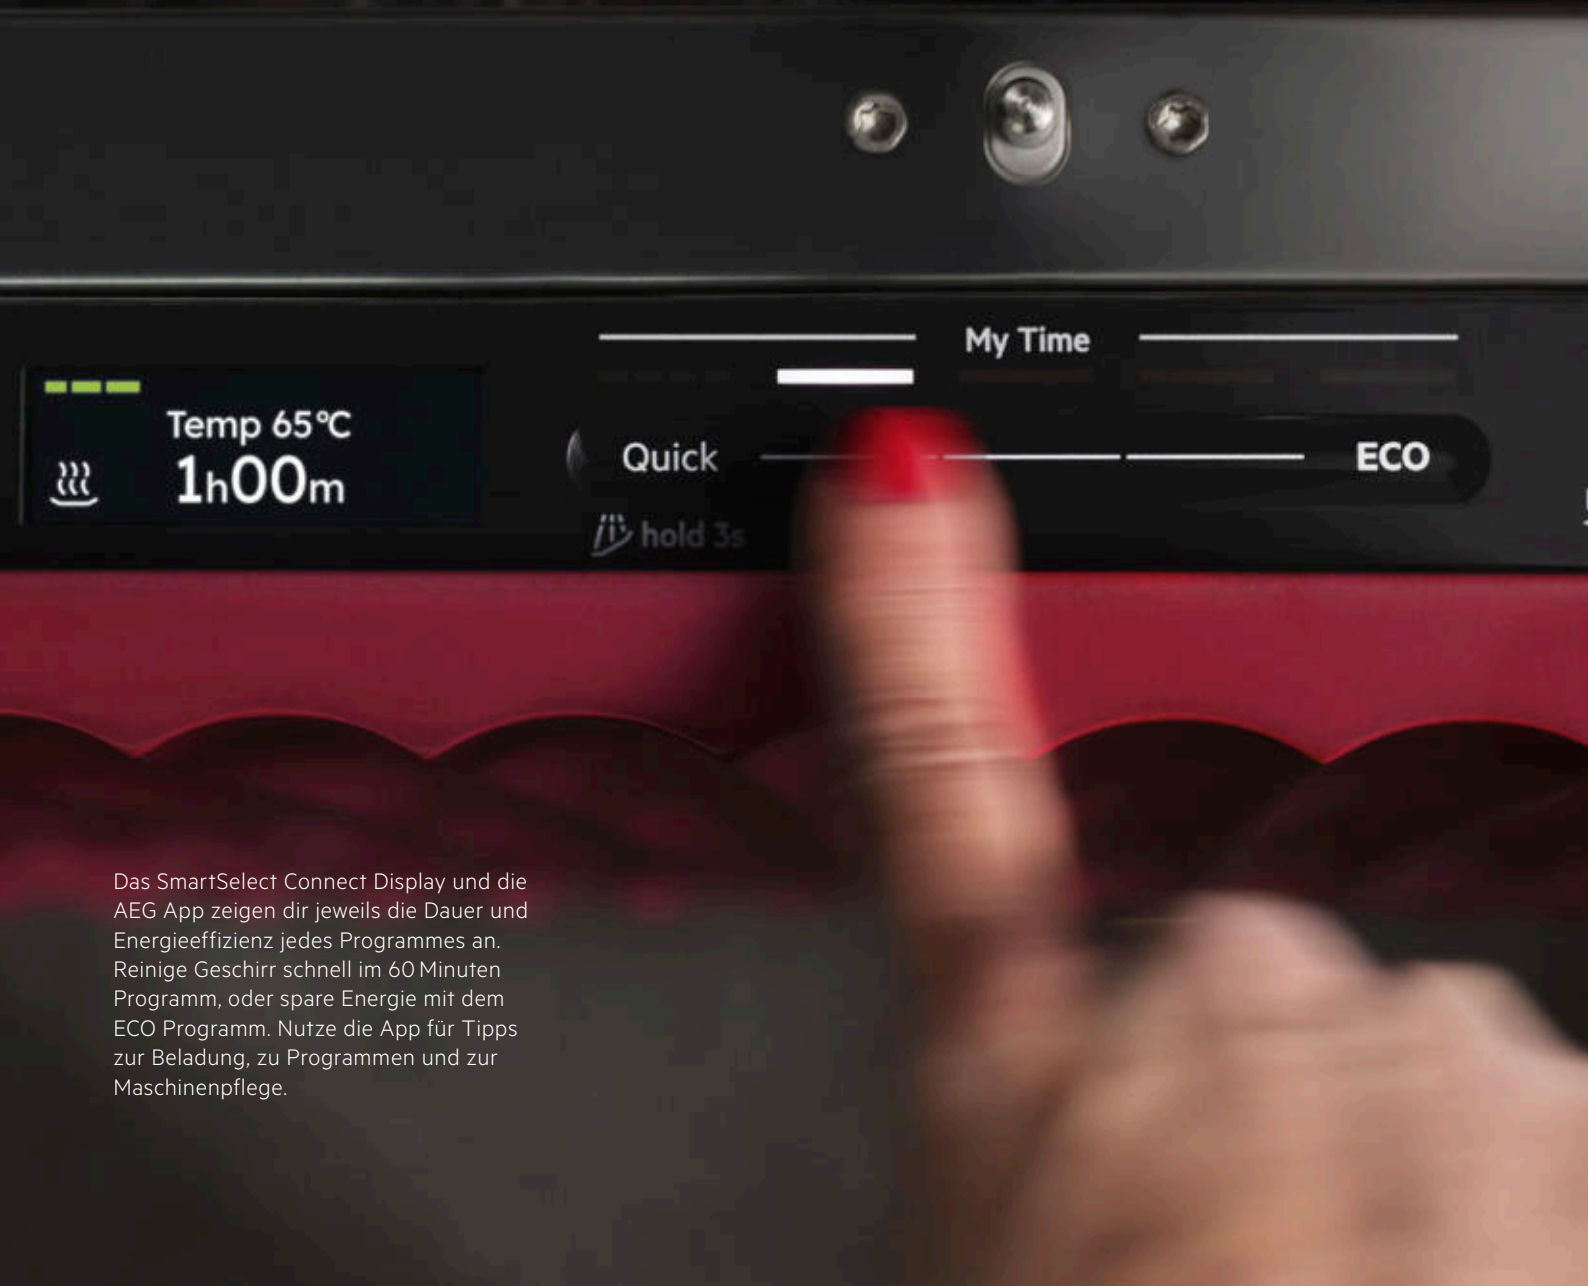 My Time
Temp 65°C
1h00m
Quick
ECO
hold 3s
Das SmartSelect Connect Display und die
AEG App zeigen dir jeweils die Dauer und
Energieeffizienz jedes Programmes an.
Reinige Geschirr schnell im 60 Minuten
Programm, oder spare Energie mit dem
ECO Programm. Nutze die App für Tipps
zur Beladung, zu Programmen und zur
Maschinenpflege.